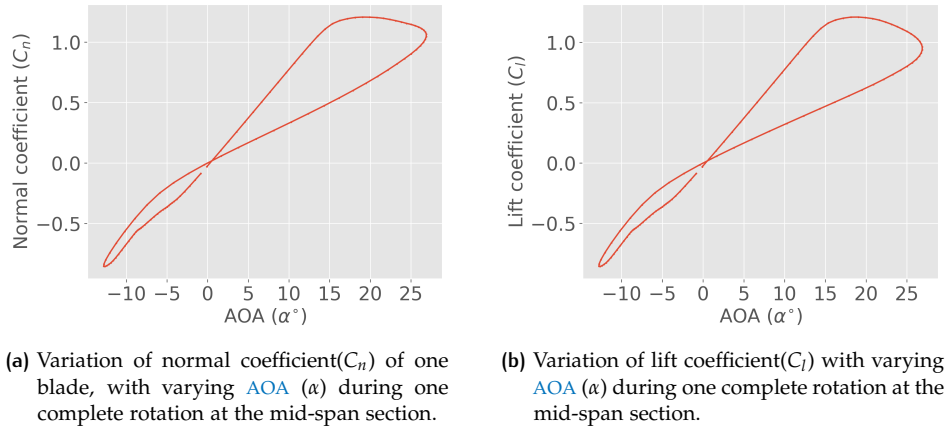 Normal coefficient (Cn)
1.0
0.5
0.0
−0.5
−10 −5 0 5 10 15 20 25
AOA (α°)
(a) Variation of normal coefficient(Cn) of one
blade, with varying AOA (α) during one
complete rotation at the mid-span section.
Lift coefficient (Cl)
1.0
0.5
0.0
−0.5
−10 −5 0 5 10 15 20 25
AOA (α°)
(b) Variation of lift coefficient(Cl) with varying
AOA (α) during one complete rotation at the
mid-span section.